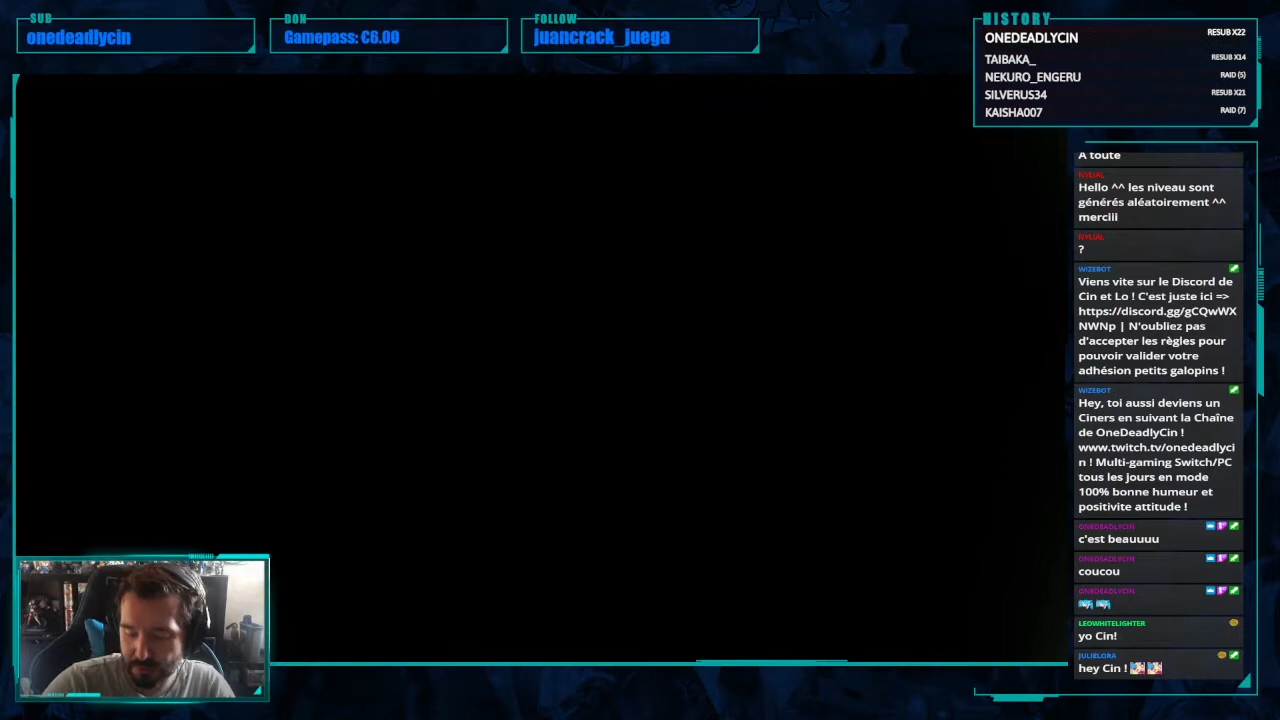 SUB
onedeadlycin
DON
Gamepass: €6.00
FOLLOW
juancrack_juega
HISTORY
ONEDEADLYCIN RESUB X22
TAIBAKA_ RESUB X14
NEKURO_ENGERU RAID (5)
SILVERUS34 RESUB X21
KAISHA007 RAID (7)
A toute
NYLIAL
Hello ^^ les niveau sont
générés aléatoirement ^^
merciii
NYLIAL
?
WIZEBOT
Viens vite sur le Discord de
Cin et Lo ! C'est juste ici =>
https://discord.gg/gCQwWX
NWNp | N'oubliez pas
d'accepter les règles pour
pouvoir valider votre
adhésion petits galopins !
WIZEBOT
Hey, toi aussi deviens un
Ciners en suivant la Chaîne
de OneDeadlyCin !
www.twitch.tv/onedeadlyci
n ! Multi-gaming Switch/PC
tous les jours en mode
100% bonne humeur et
positivite attitude !
ONEDEADLYCIN
c'est beauuuu
ONEDEADLYCIN
coucou
ONEDEADLYCIN
LEOWHITELIGHTER
yo Cin!
JULIELORA
hey Cin !